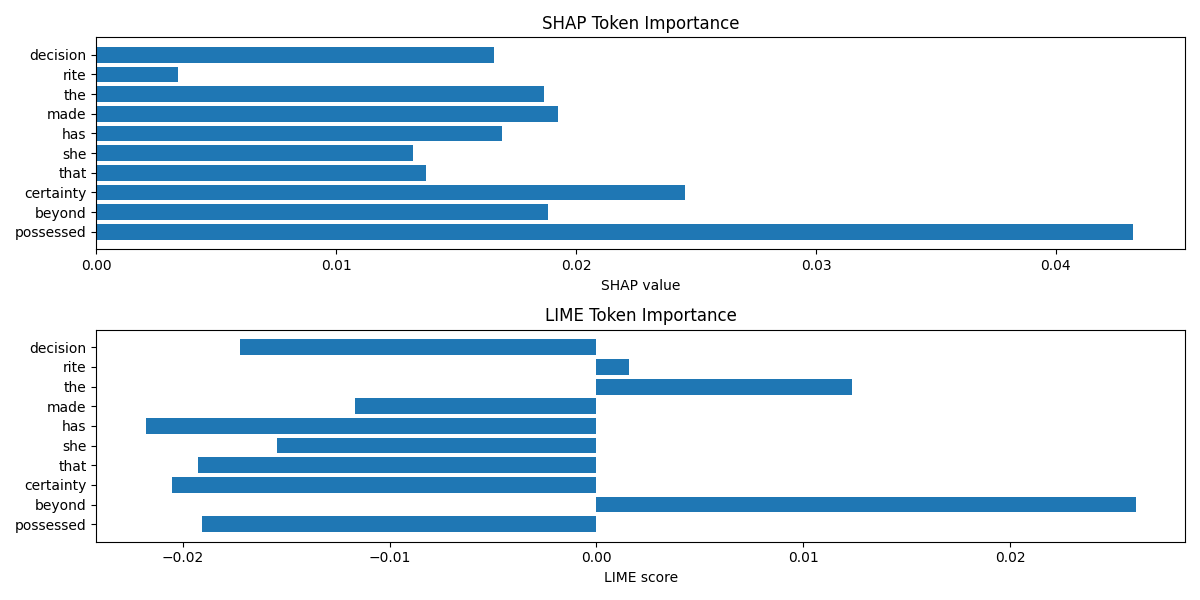 SHAP Token Importance
decision
rite
the
made
has
she
that
certainty
beyond
possessed
0.00 0.01 0.02 0.03 0.04
SHAP value
LIME Token Importance
decision
rite
the
made
has
she
that
certainty
beyond
possessed
−0.02 −0.01 0.00 0.01 0.02
LIME score